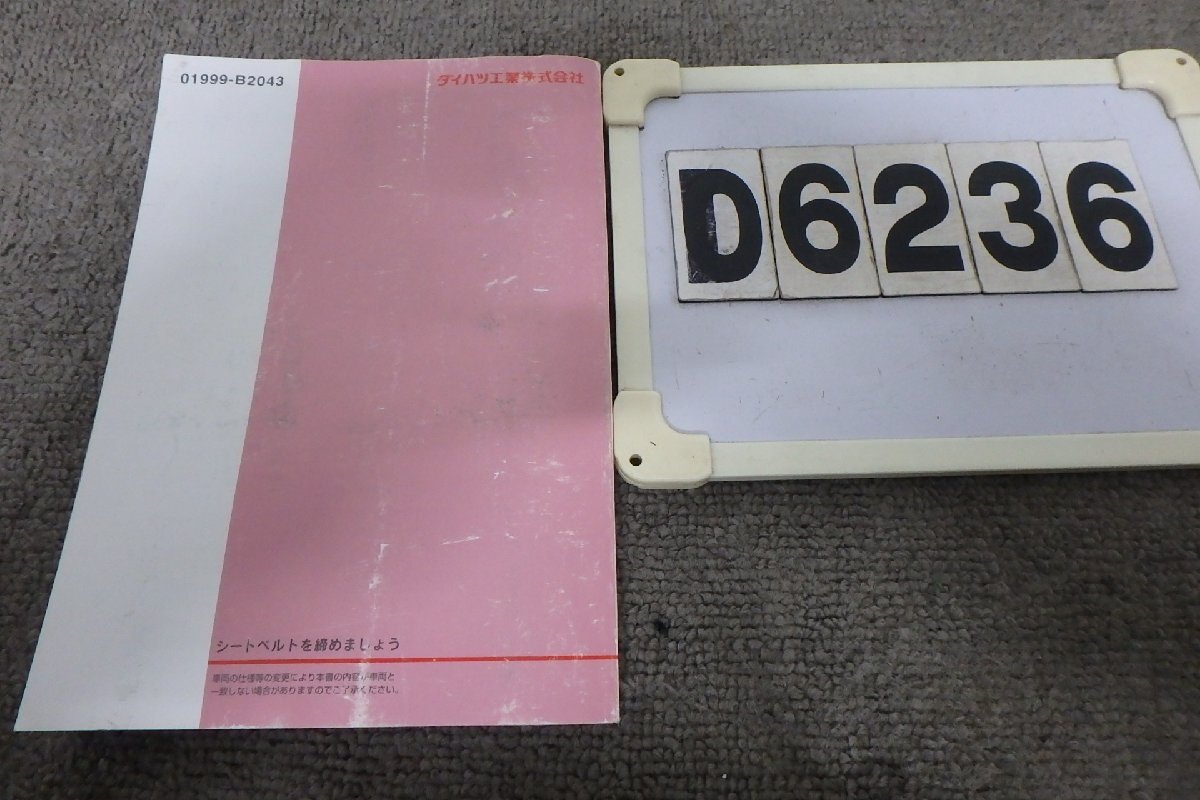 01999-B2043
ダイハツ工業株式会社
D6236
シートベルトを締めましょう
車両の仕様等の変更により本書の内容が車両と
一致しない場合がありますのでご了承ください。